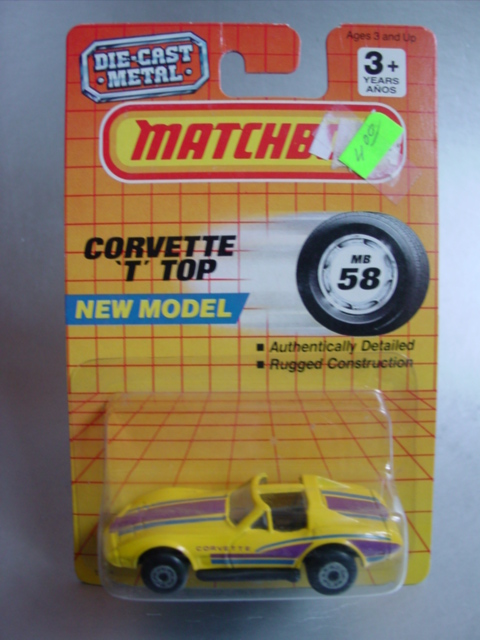 DIE-CAST
METAL
Ages 3 and Up
3+
YEARS
AÑOS
CORVETTE
'T' TOP
MB
58
NEW MODEL
■ Authentically Detailed
■ Rugged Construction
CORVETTE